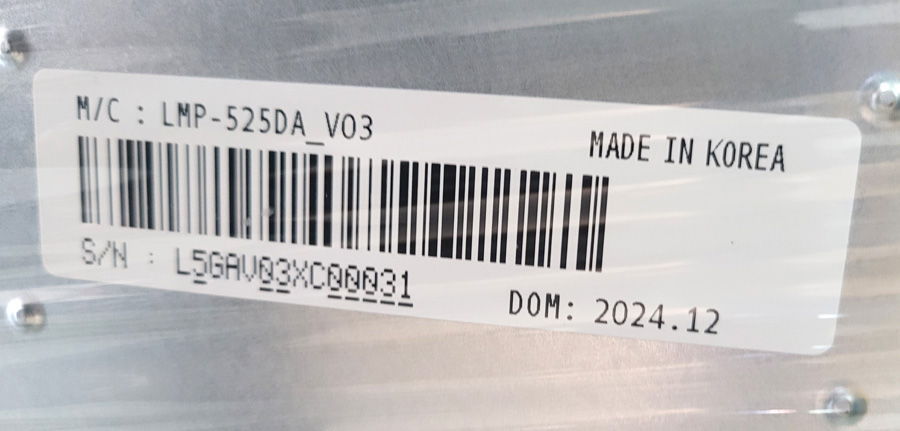 M/C : LMP-525DA_V03
MADE IN KOREA
S/N : L5GAV03XC00031
DOM: 2024.12